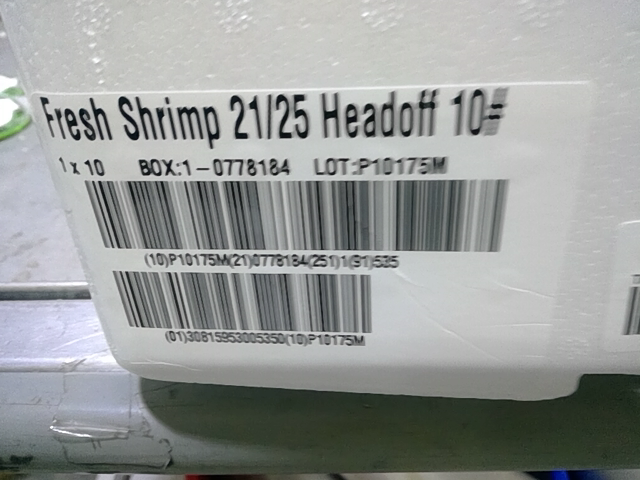 Fresh Shrimp 21/25 Headoff 10#
1 x 10 BOX:1-0778184 LOT:P10175M
(10)P10175M(21)0778184(251)1(91)535
(01)30815953005350(10)P10175M